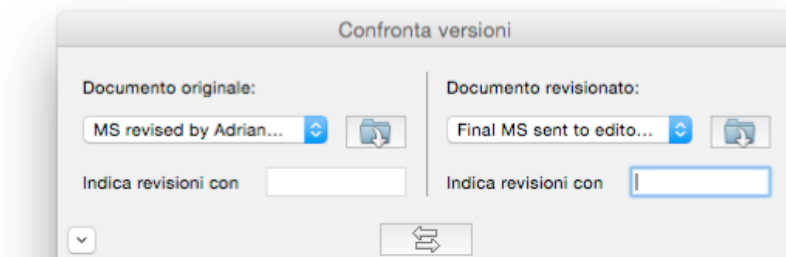 Confronta versioni
Documento originale:
Documento revisionato:
MS revised by Adrian...
Final MS sent to edito...
Indica revisioni con
Indica revisioni con